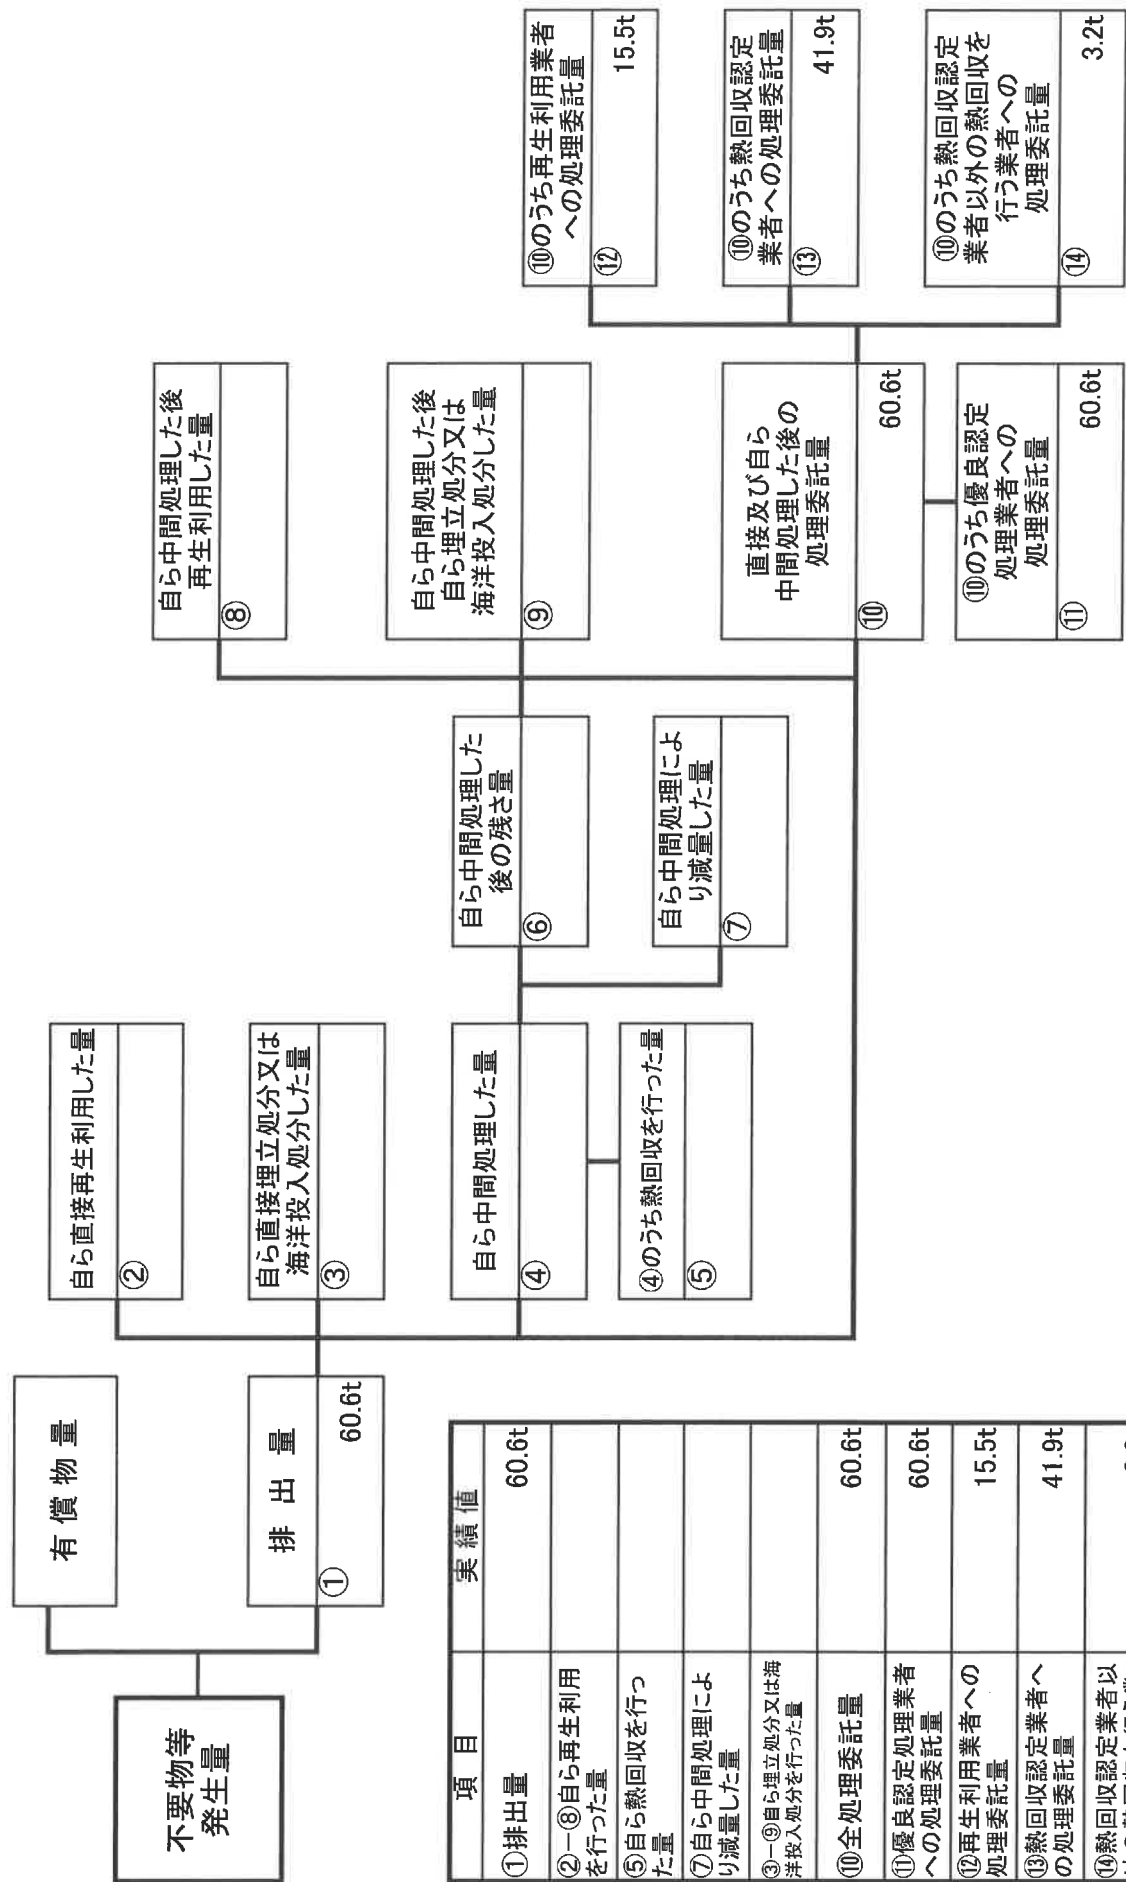 不要物等
発生量
有 償 物 量
排 出 量
①
60.6t
自ら直接再生利用した量
②
自ら直接埋立処分又は
海洋投入処分した量
③
自ら中間処理した量
④
④のうち熱回収を行った量
⑤
自ら中間処理した
後の残さ量
⑥
自ら中間処理によ
り減量した量
⑦
自ら中間処理した後
再生利用した量
⑧
自ら中間処理した後
自ら埋立処分又は
海洋投入処分した量
⑨
直接及び自ら
中間処理した後の
処理委託量
⑩
60.6t
⑩のうち優良認定
処理業者への
処理委託量
⑪
60.6t
⑩のうち再生利用業者
への処理委託量
⑫
15.5t
⑩のうち熱回収認定
業者への処理委託量
⑬
41.9t
⑩のうち熱回収認定
業者以外の熱回収を
行う業者への
処理委託量
⑭
3.2t
項 目
実 績 値
①排出量
60.6t
②－⑧自ら再生利用
を行った量
⑤自ら熱回収を行っ
た量
⑦自ら中間処理によ
り減量した量
③－⑨自ら埋立処分又は海
洋投入処分を行った量
⑩全処理委託量
60.6t
⑪優良認定処理業者
への処理委託量
60.6t
⑫再生利用業者への
処理委託量
15.5t
⑬熱回収認定業者へ
の処理委託量
41.9t
⑭熱回収認定業者以